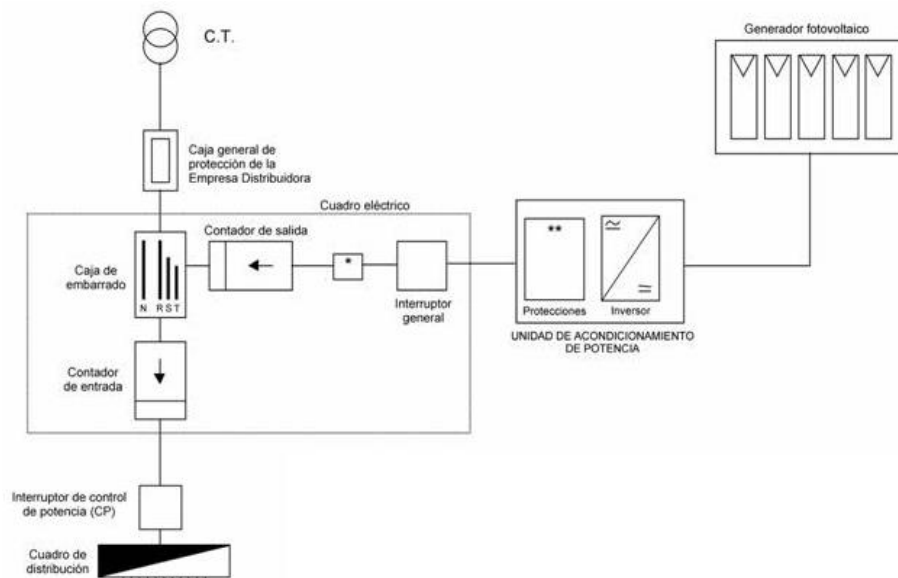 C.T.
Generador fotovoltaico
Caja general de
protección de la
Empresa Distribuidora
Cuadro eléctrico
Contador de salida
Caja de
embarrado
N R S T
*
Interruptor
general
**
Protecciones
Inversor
UNIDAD DE ACONDICIONAMIENTO
DE POTENCIA
Contador
de entrada
Interruptor de control
de potencia (CP)
Cuadro de
distribución